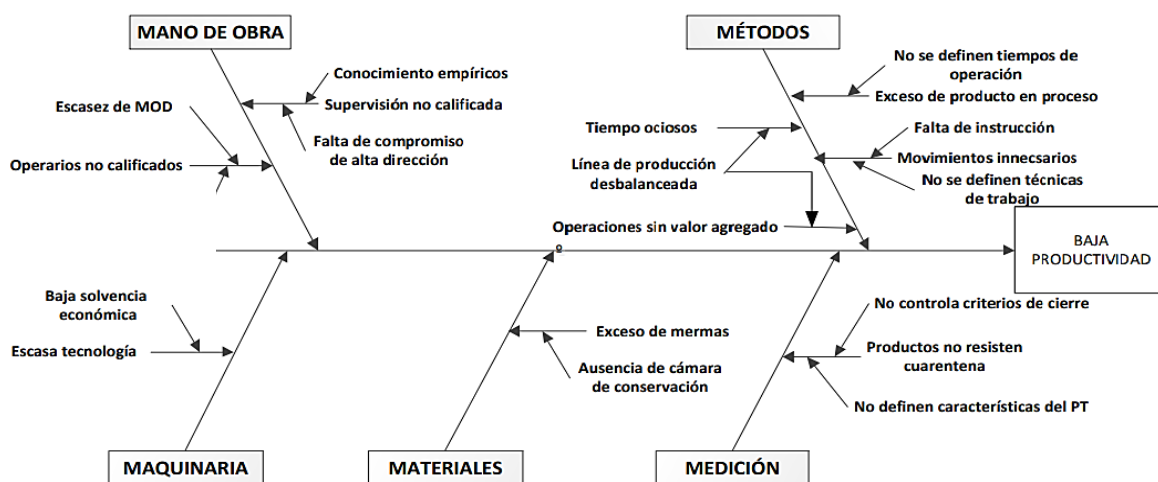 MANO DE OBRA
MÉTODOS
No se definen tiempos de
operación
Conocimiento empíricos
Exceso de producto en proceso
Escasez de MOD
Supervisión no calificada
Tiempo ociosos
Falta de instrucción
Falta de compromiso
de alta dirección
Operarios no calificados
Línea de producción
desbalanceada
Movimientos innecsarios
No se definen técnicas
de trabajo
Operaciones sin valor agregado
BAJA
PRODUCTIVIDAD
Baja solvencia
económica
No controla criterios de cierre
Escasa tecnología
Exceso de mermas
Productos no resisten
cuarentena
Ausencia de cámara
de conservación
No definen características del PT
MAQUINARIA
MATERIALES
MEDICIÓN